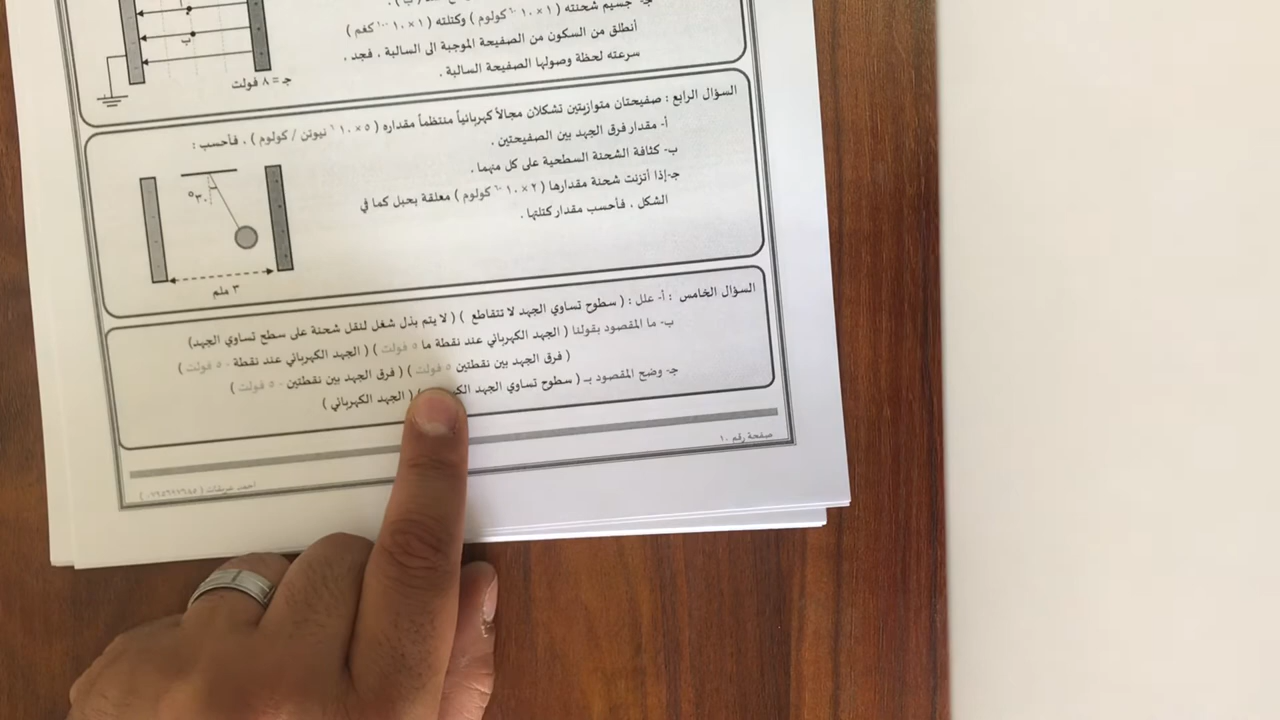 ج- جسيم شحنته ( ١ × ١٠ كولوم ) وكتلته ( ١ × ١٠ كغم )
أنطلق من السكون من الصفيحة الموجبة الى السالبة ، فجد .
سرعته لحظة وصولها الصفيحة السالبة .
ب
جـ = ٨ فولت
السؤال الرابع : صفيحتان متوازيتين تشكلان مجالاً كهربائياً منتظماً مقداره ( ٥ × ١٠ نيوتن / كولوم ) ، فأحسب :
أ- مقدار فرق الجهد بين الصفيحتين .
ب- كثافة الشحنة السطحية على كل منهما .
ج- إذا أتزنت شحنة مقدارها ( ٢ × ١٠ كولوم ) معلقة بحبل كما في
الشكل ، فأحسب مقدار كتلتها .
٣٠°
٣ ملم
السؤال الخامس : أ- علل : ( سطوح تساوي الجهد لا تتقاطع ) ( لا يتم بذل شغل لنقل شحنة على سطح تساوي الجهد)
ب- ما المقصود بقولنا ( الجهد الكهربائي عند نقطة ما ٥ فولت ) ( الجهد الكهربائي عند نقطة - ٥ فولت )
( فرق الجهد بين نقطتين ٥ فولت ) ( فرق الجهد بين نقطتين - ٥ فولت )
ج- وضح المقصود بـ ( سطوح تساوي الجهد ( الجهد الكهربائي )
صفحة رقم ١٠
احمد عريقات ( ٠٧٩٥٦٩٢٩٨٥ )